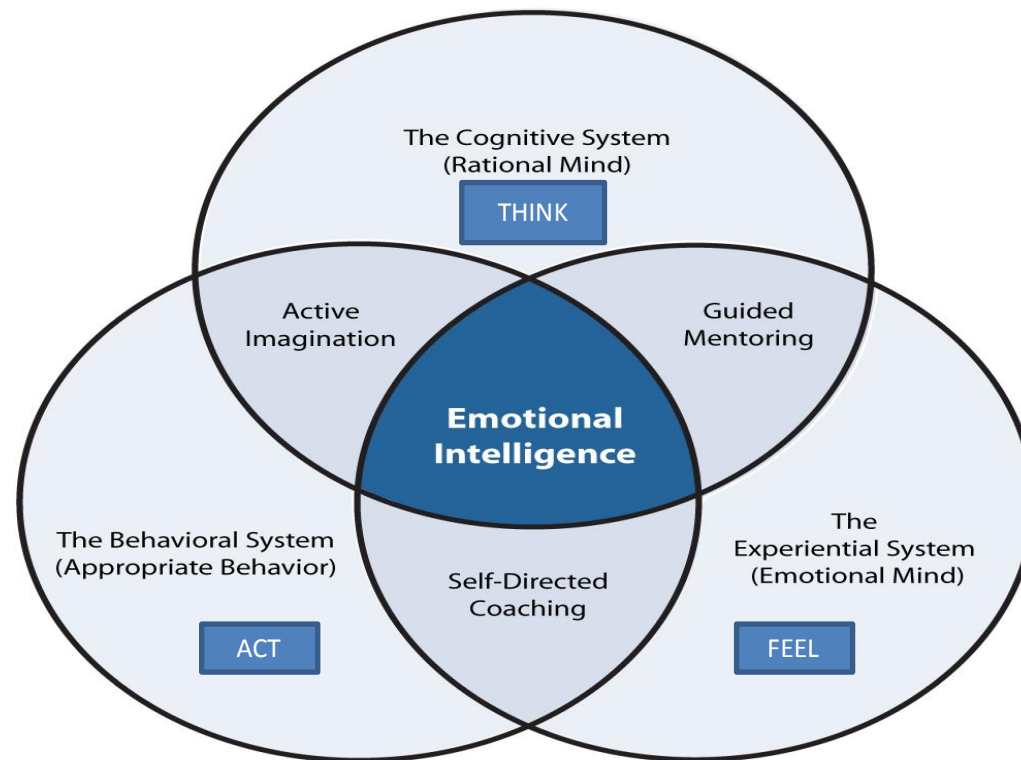 The Cognitive System
(Rational Mind)
THINK
Active
Imagination
Guided
Mentoring
Emotional
Intelligence
The Behavioral System
(Appropriate Behavior)
ACT
Self-Directed
Coaching
The
Experiential System
(Emotional Mind)
FEEL